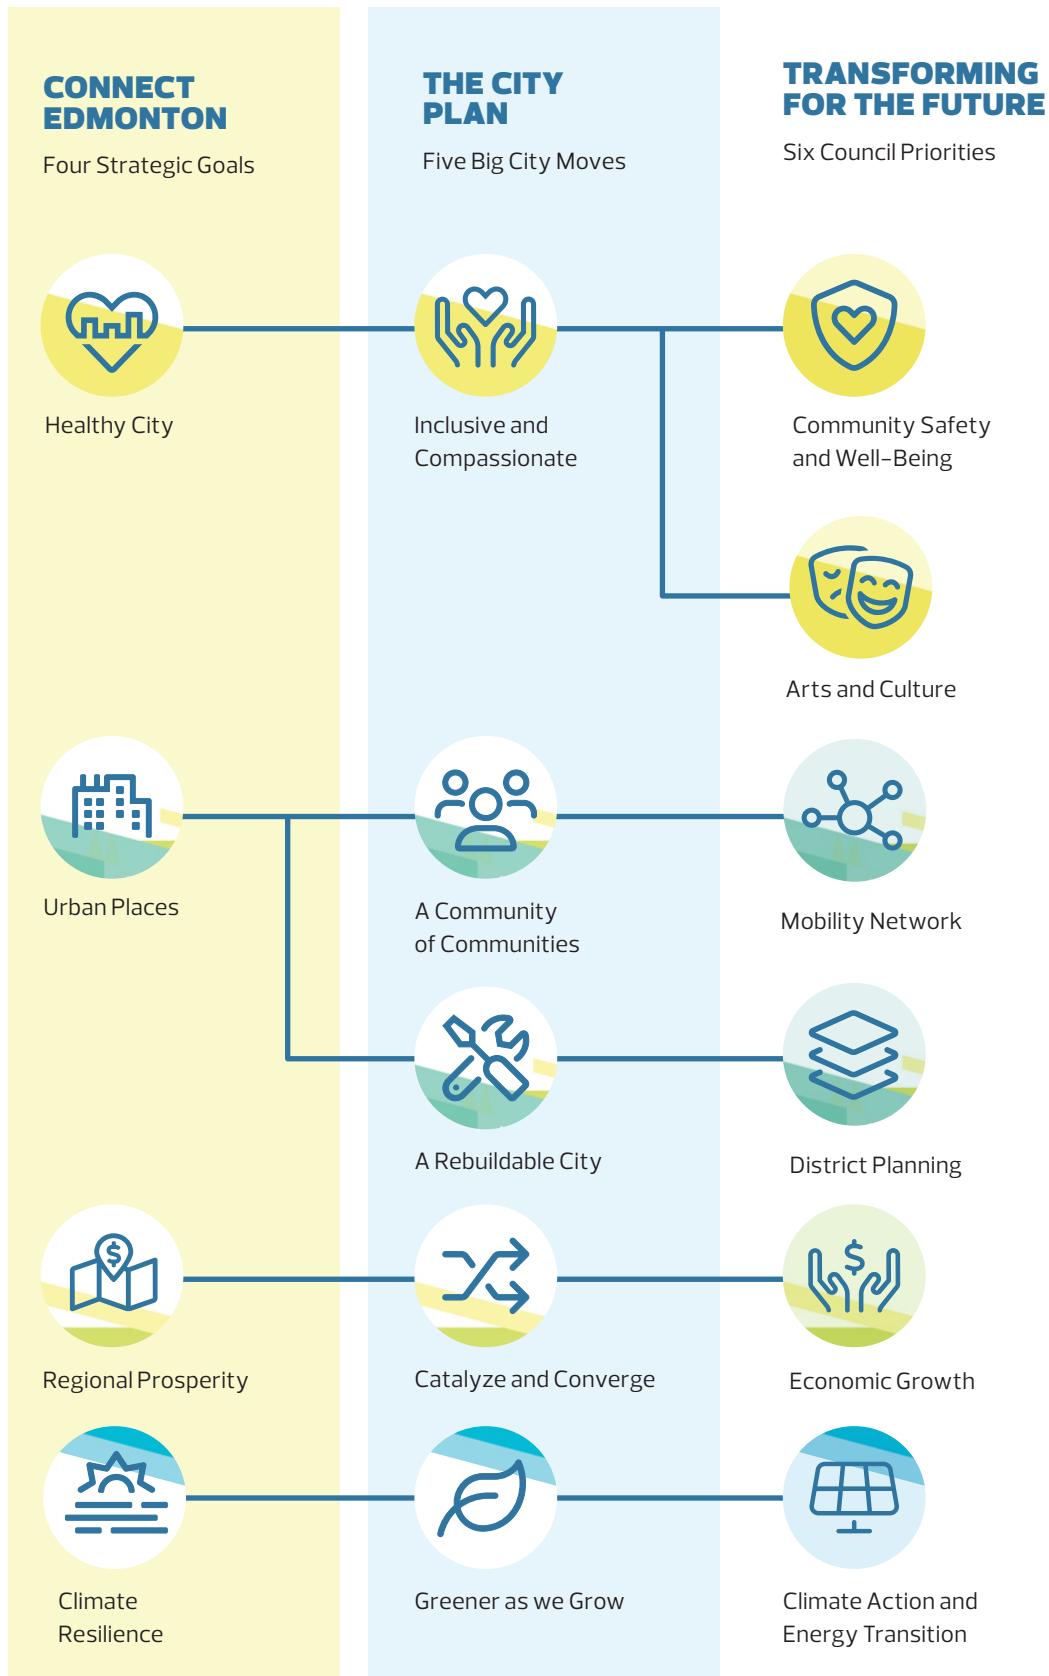 CONNECT
EDMONTON
Four Strategic Goals
THE CITY
PLAN
Five Big City Moves
TRANSFORMING
FOR THE FUTURE
Six Council Priorities
Healthy City
Inclusive and
Compassionate
Community Safety
and Well-Being
Arts and Culture
Urban Places
A Community
of Communities
Mobility Network
A Rebuildable City
District Planning
$
$
Regional Prosperity
Catalyze and Converge
Economic Growth
Climate
Resilience
Greener as we Grow
Climate Action and
Energy Transition